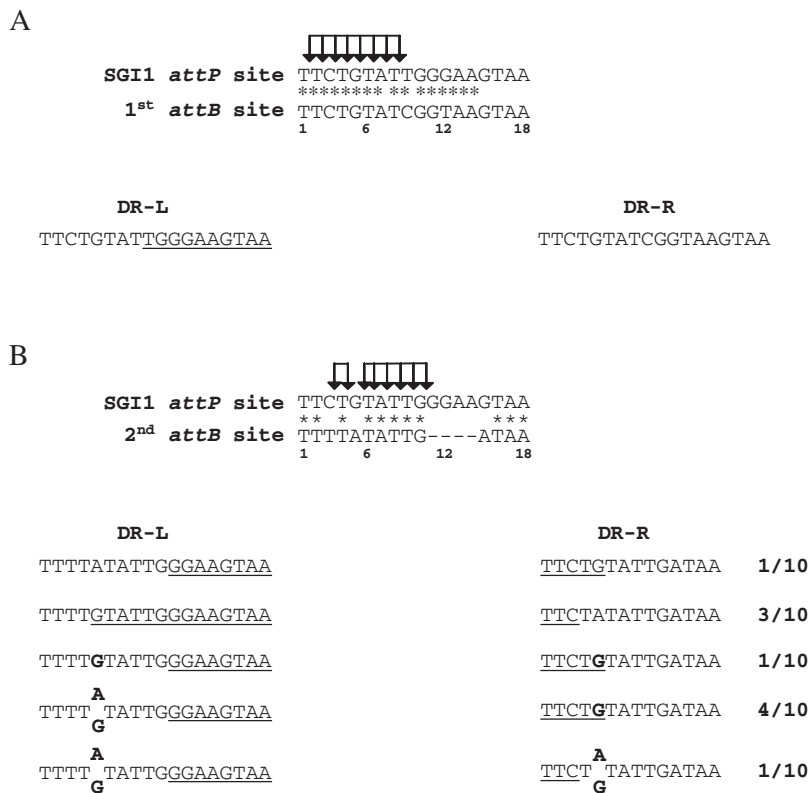 A
SGI1 attP site TTCTGTATTGGGAAGTAA
******** ** ******
1st attB site TTCTGTATCGGTAAGTAA
1 6 12 18
DR-L DR-R
TTCTGTATTGGGAAGTAA TTCTGTATCGGTAAGTAA
B
SGI1 attP site TTCTGTATTGGGAAGTAA
** * ***** ***
2nd attB site TTTTATATTG----ATAA
1 6 12 18
DR-L DR-R
TTTTATATTGGGAAGTAA TTCTGTATTGATAA 1/10
TTTTGTATTGGGAAGTAA TTCTATATTGATAA 3/10
TTTTGTATTGGGAAGTAA TTCTGTATTGATAA 1/10
A
TTTT TATTGGGAAGTAA TTCTGTATTGATAA 4/10
G
A A
TTTT TATTGGGAAGTAA TTCT TATTGATAA 1/10
G G